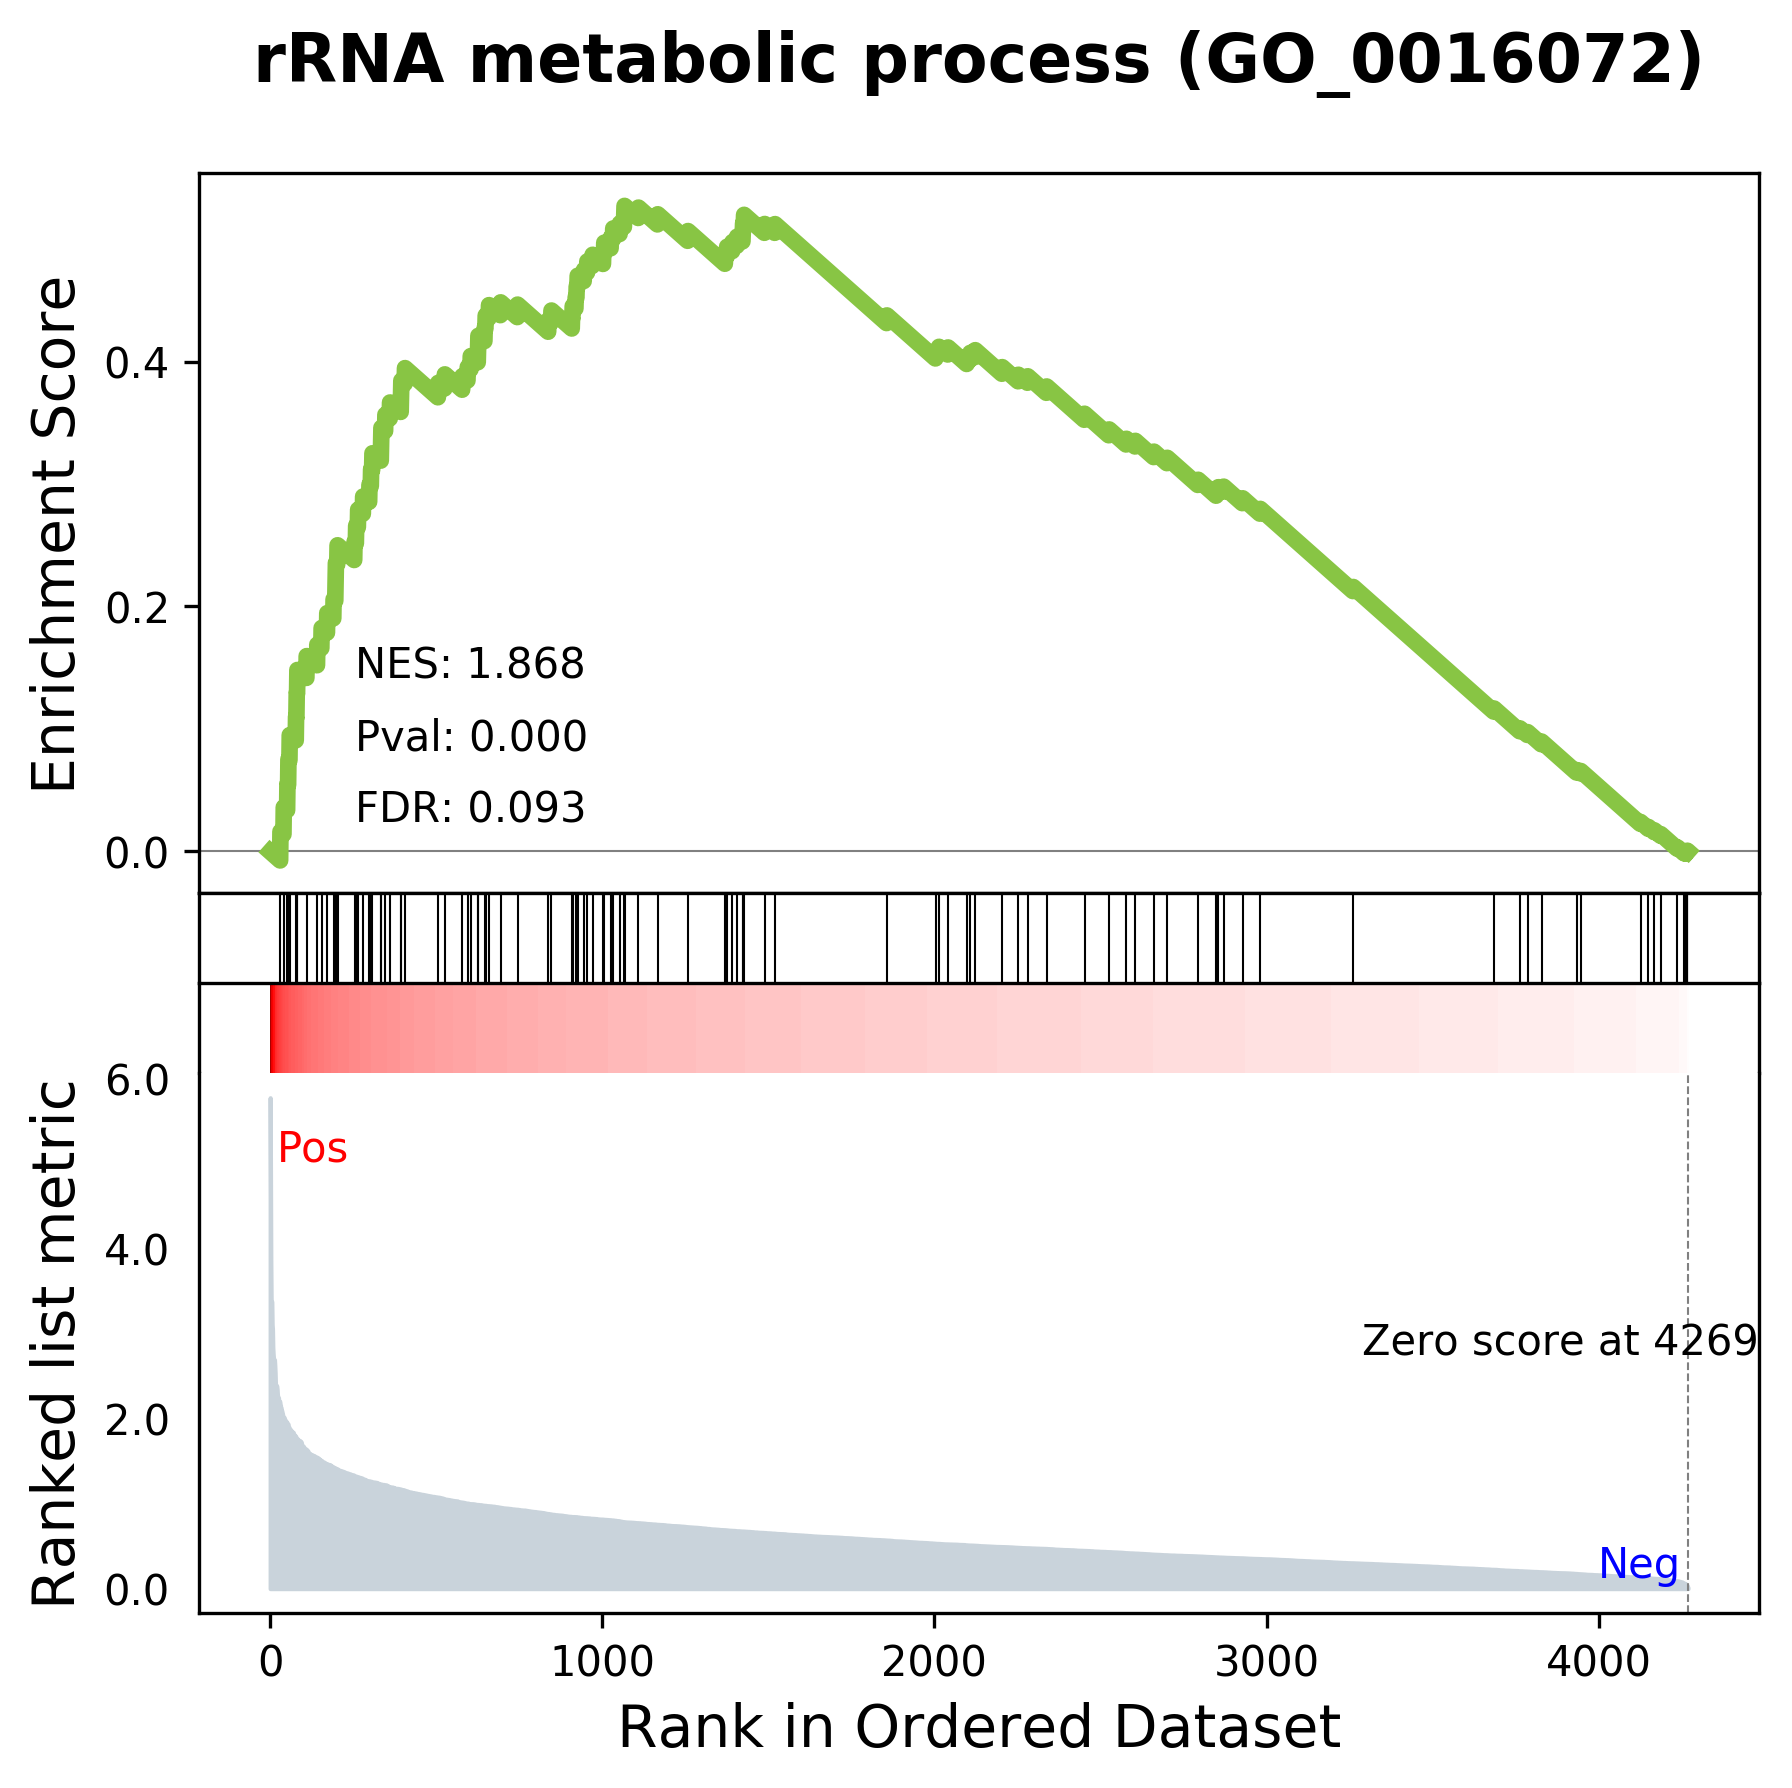 rRNA metabolic process (GO_0016072)
Enrichment Score
0.4
0.2
0.0
NES: 1.868
Pval: 0.000
FDR: 0.093
Ranked list metric
6.0
4.0
2.0
0.0
Pos
Zero score at 4269
Neg
0 1000 2000 3000 4000
Rank in Ordered Dataset